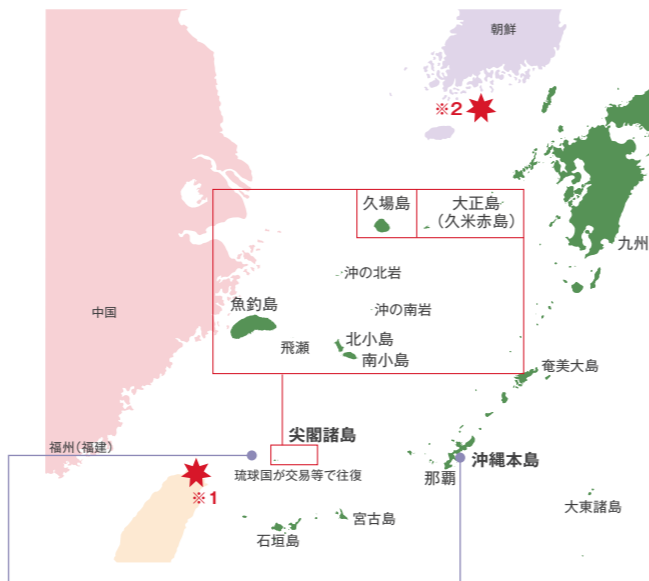 朝鮮
※2
久場島
大正島
(久米赤島)
九州
沖の北岩
中国
魚釣島
沖の南岩
飛瀬
北小島
南小島
奄美大島
尖閣諸島
福州(福建)
沖縄本島
琉球国が交易等で往復
那覇
※1
大東諸島
宮古島
石垣島